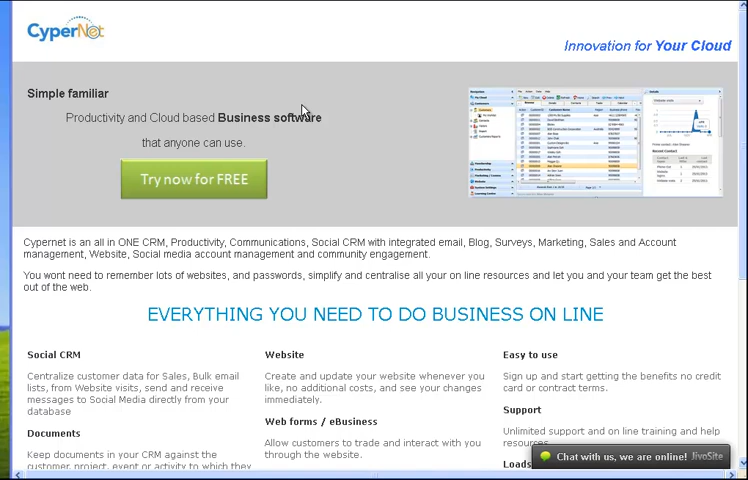 CyperNet
Innovation for Your Cloud
Simple familiar
Productivity and Cloud based Business software
that anyone can use.
Try now for FREE
Cypernet is an all in ONE CRM, Productivity, Communications, Social CRM with integrated email, Blog, Surveys, Marketing, Sales and Account
management, Website, Social media account management and community engagement.
You wont need to remember lots of websites, and passwords, simplify and centralise all your on line resources and let you and your team get the best
out of the web.
EVERYTHING YOU NEED TO DO BUSINESS ON LINE
Social CRM
Centralize customer data for Sales, Bulk email
lists, from Website visits, send and receive
messages to Social Media directly from your
database
Documents
Keep documents in your CRM against the
customer, project, event or activity to which they
Website
Create and update your website whenever you
like, no additional costs, and see your changes
immediately.
Web forms / eBusiness
Allow customers to trade and interact with you
through the website.
Easy to use
Sign up and start getting the benefits no credit
card or contract terms.
Support
Unlimited support and on line training and help
resources
Loads
Chat with us, we are online! JivoSite